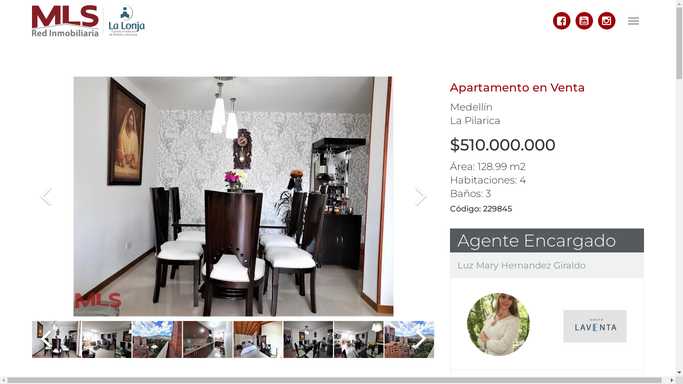 MLS
Red Inmobiliaria
La Lonja
Apartamento en Venta
Medellín
La Pilarica
$510.000.000
Área: 128.99 m2
Habitaciones: 4
Baños: 3
Código: 229845
Agente Encargado
Luz Mary Hernandez Giraldo
MLS
GRUPO
LAVENTA